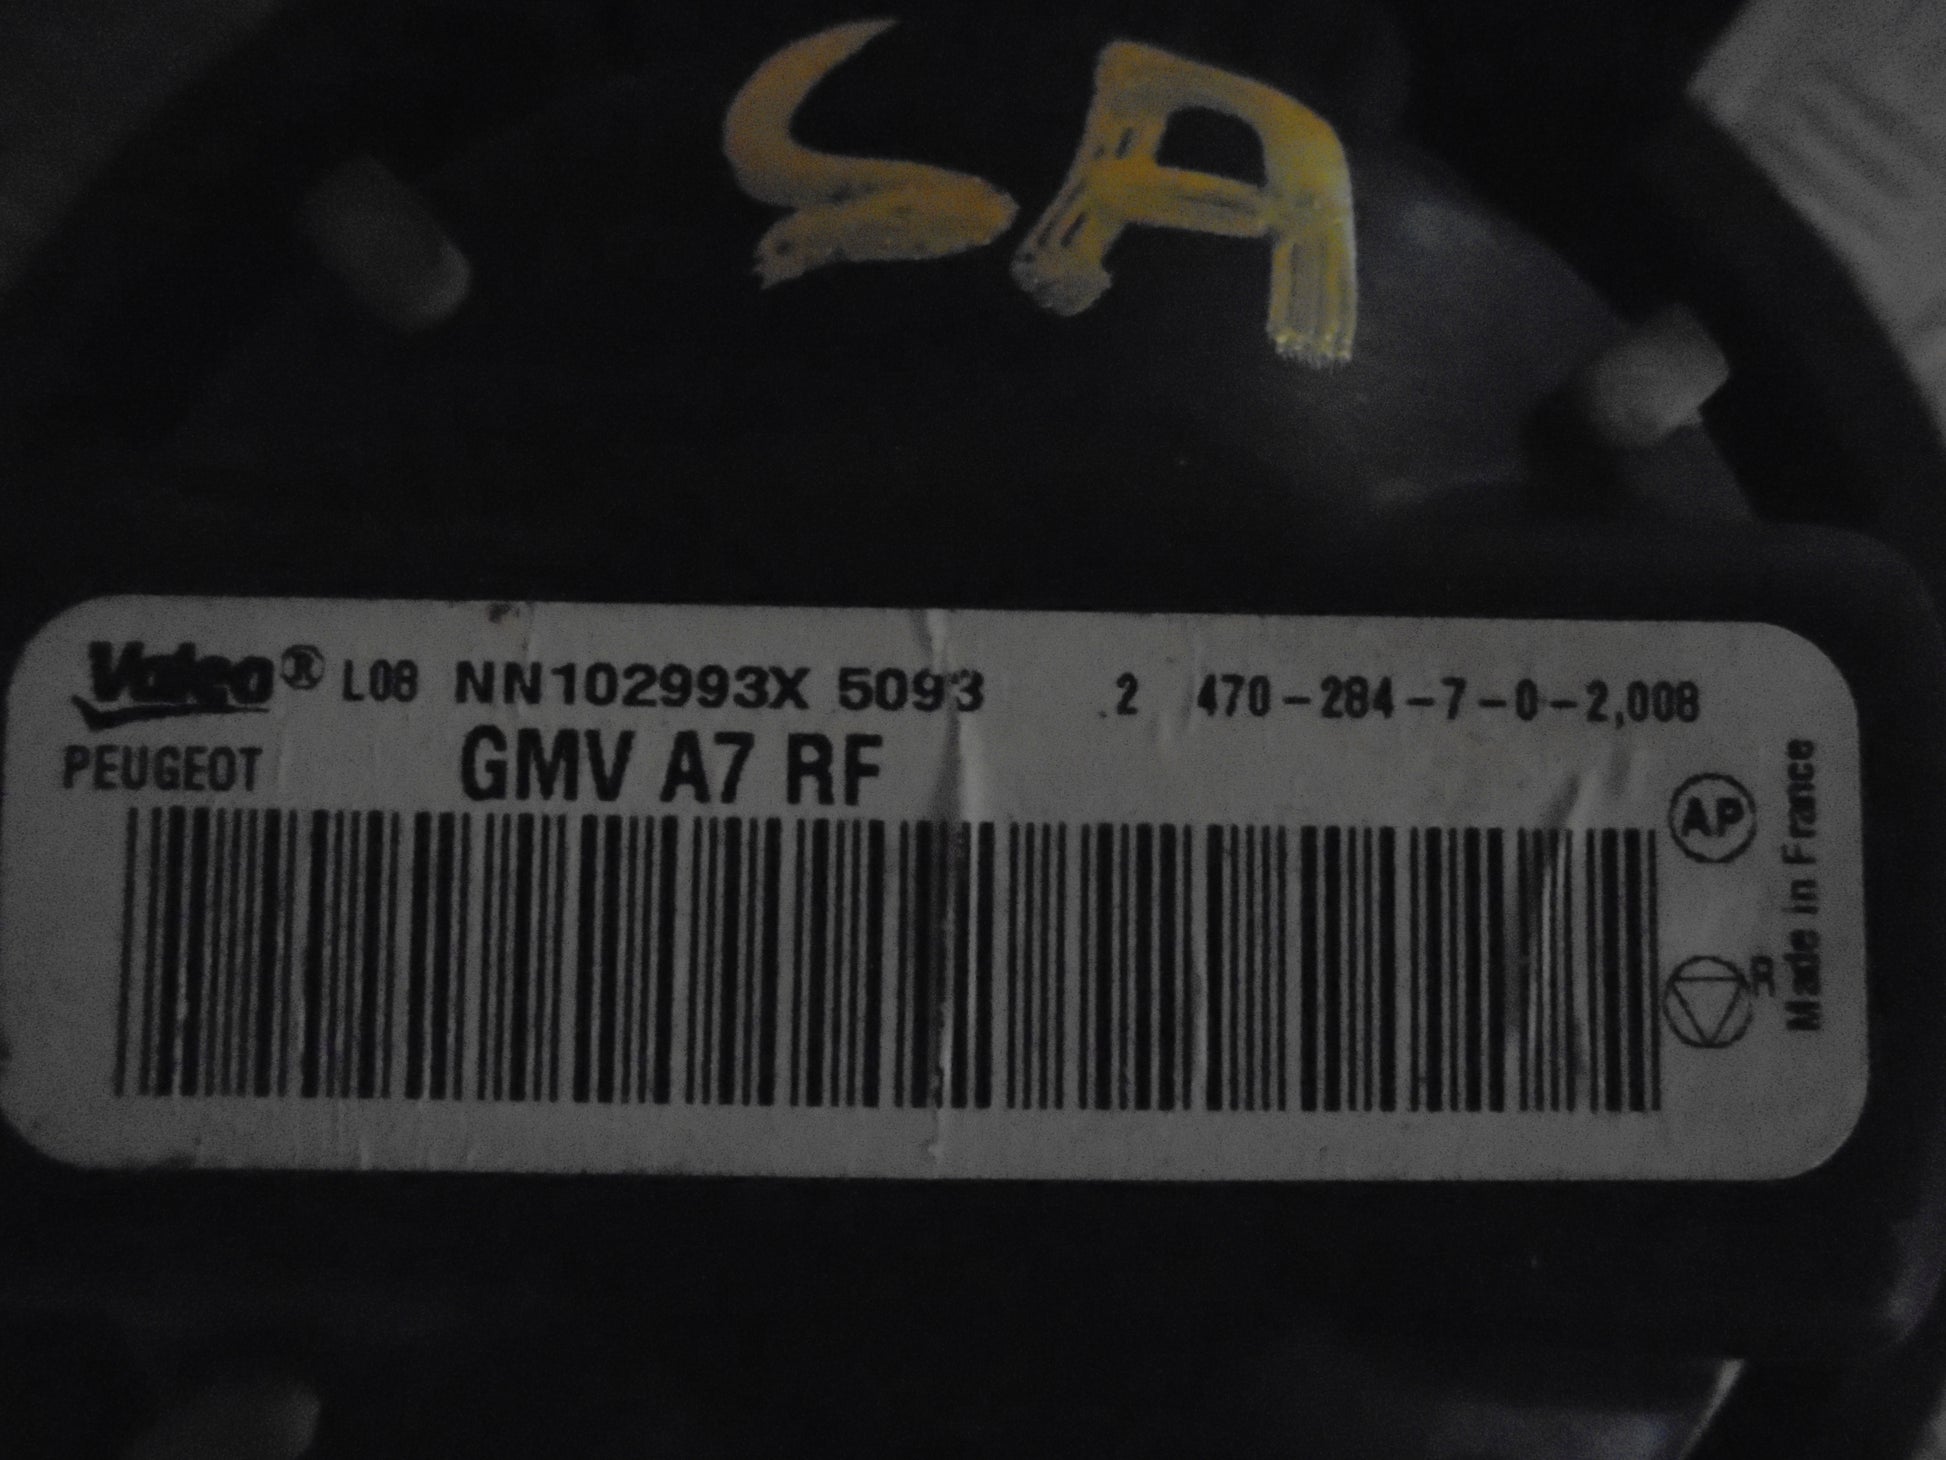 SA
Valeo® L08 NN102993X 5093 .2 470-284-7-0-2,008
PEUGEOT GMV A7 RF
AP
R
Made in France